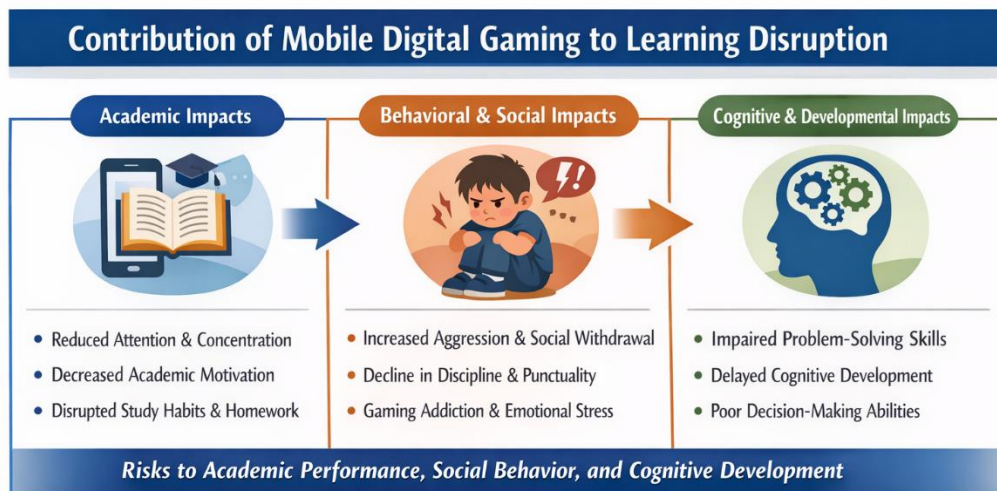 Contribution of Mobile Digital Gaming to Learning Disruption
Academic Impacts
• Reduced Attention & Concentration
• Decreased Academic Motivation
• Disrupted Study Habits & Homework
Behavioral & Social Impacts
!
• Increased Aggression & Social Withdrawal
• Decline in Discipline & Punctuality
• Gaming Addiction & Emotional Stress
Cognitive & Developmental Impacts
• Impaired Problem-Solving Skills
• Delayed Cognitive Development
• Poor Decision-Making Abilities
Risks to Academic Performance, Social Behavior, and Cognitive Development